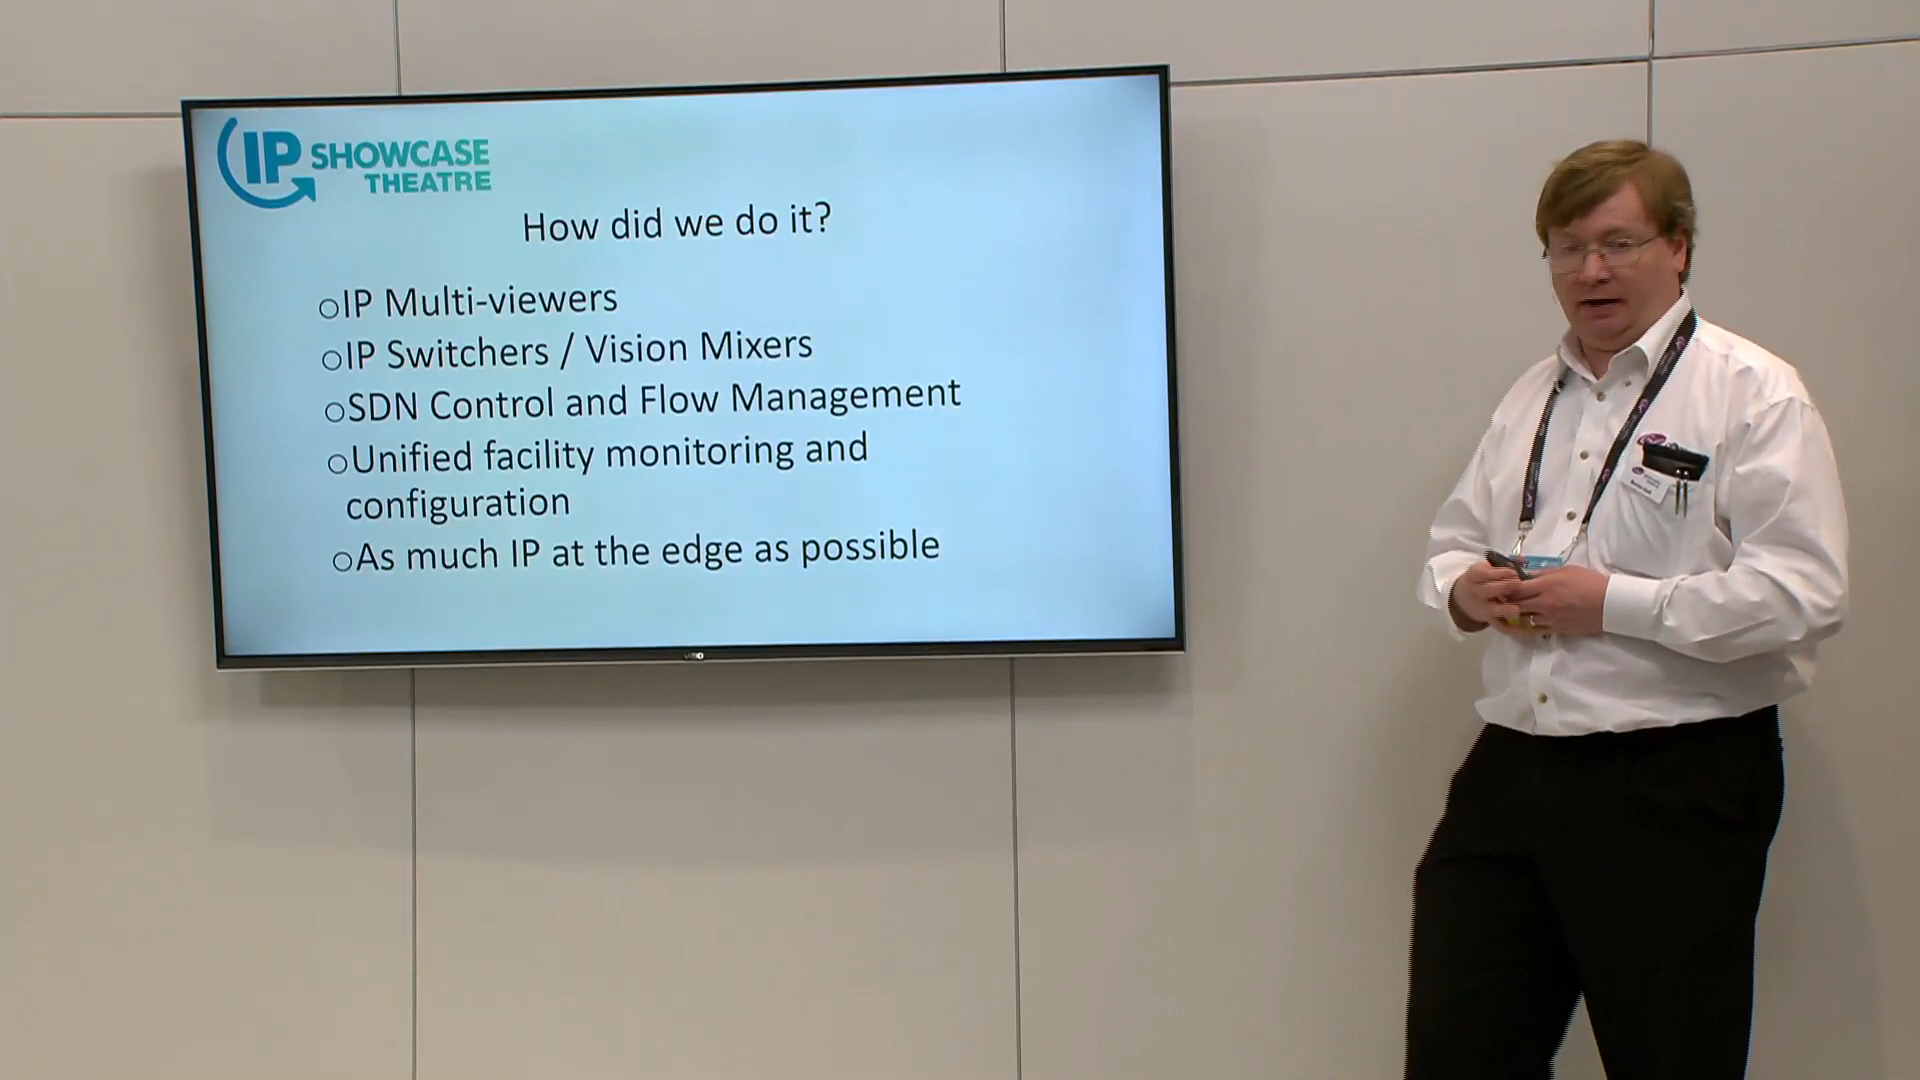 IP SHOWCASE
THEATRE
How did we do it?
○IP Multi-viewers
○IP Switchers / Vision Mixers
○SDN Control and Flow Management
○Unified facility monitoring and
configuration
○As much IP at the edge as possible
VIZIO